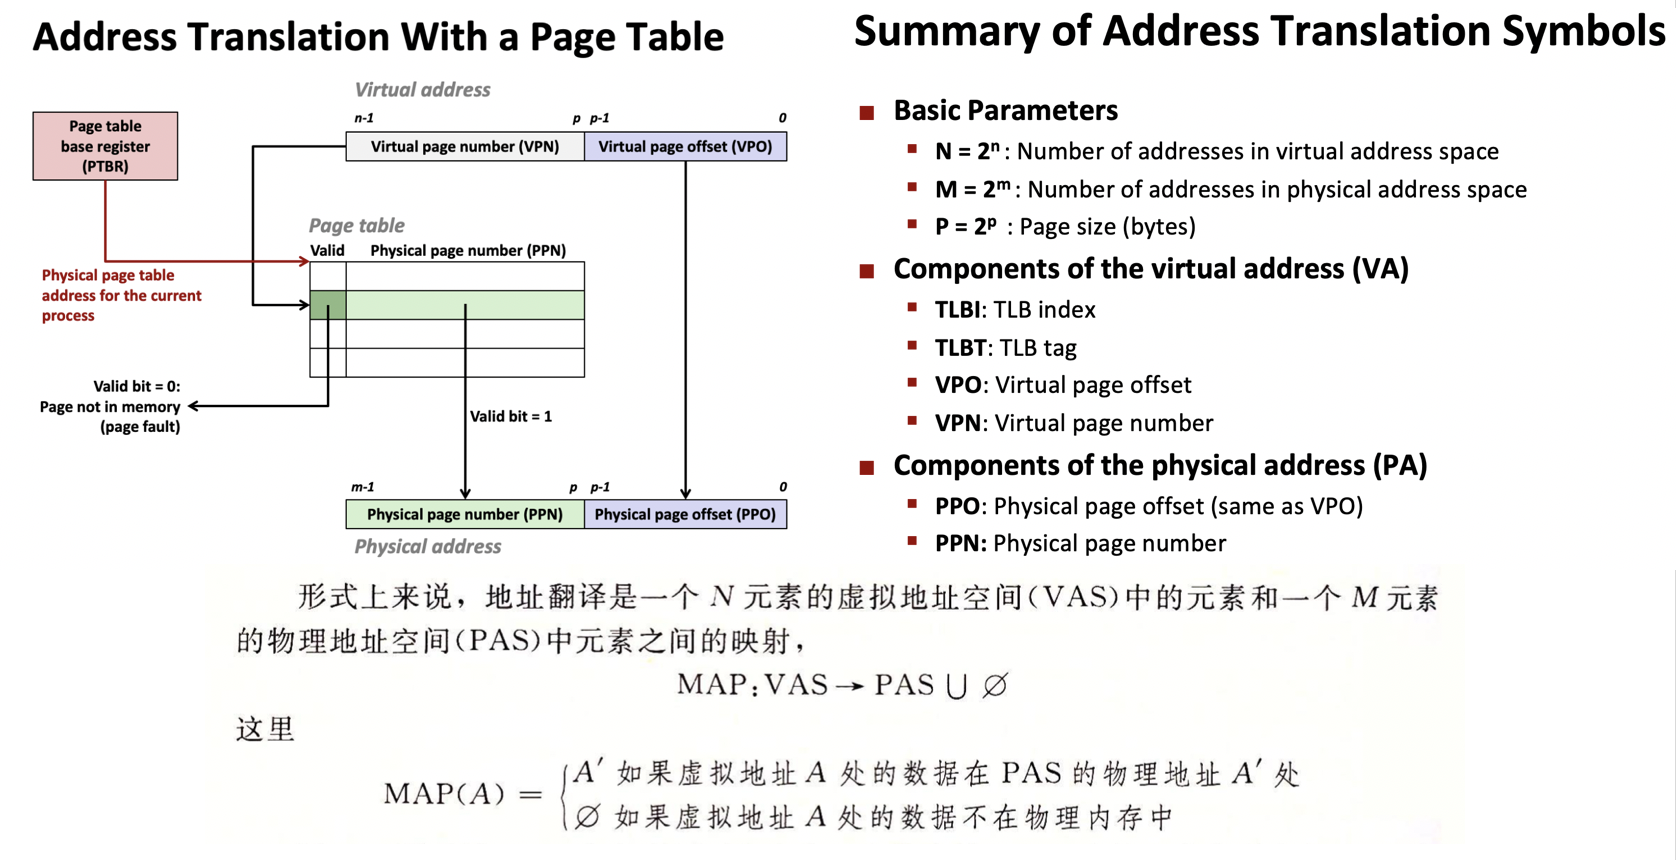 Address Translation With a Page Table
Virtual address
n-1 p p-1 0
Page table
base register
(PTBR)
Virtual page number (VPN) Virtual page offset (VPO)
Page table
Valid Physical page number (PPN)
Physical page table
address for the current
process
Valid bit = 0:
Page not in memory
(page fault)
Valid bit = 1
m-1 p p-1 0
Physical page number (PPN) Physical page offset (PPO)
Physical address
Summary of Address Translation Symbols
Basic Parameters
N = 2ⁿ : Number of addresses in virtual address space
M = 2ᵐ : Number of addresses in physical address space
P = 2ᵖ : Page size (bytes)
Components of the virtual address (VA)
TLBI: TLB index
TLBT: TLB tag
VPO: Virtual page offset
VPN: Virtual page number
Components of the physical address (PA)
PPO: Physical page offset (same as VPO)
PPN: Physical page number
形式上来说，地址翻译是一个 N 元素的虚拟地址空间(VAS)中的元素和一个 M 元素
的物理地址空间(PAS)中元素之间的映射，
MAP: VAS → PAS ∪ ∅
这里
MAP(A) = { A′ 如果虚拟地址 A 处的数据在 PAS 的物理地址 A′ 处
∅ 如果虚拟地址 A 处的数据不在物理内存中